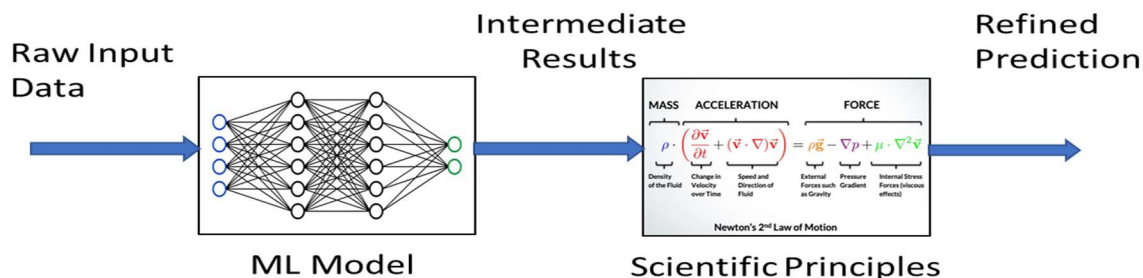 Raw Input
Data
Intermediate
Results
Refined
Prediction
MASS ACCELERATION FORCE
ρ · (∂v⃗/∂t + (v⃗ · ∇)v⃗) = ρg⃗ − ∇p + μ · ∇²v⃗
Density
of the Fluid
Change in
Velocity
over Time
Speed and
Direction of
Fluid
External
Forces such
as Gravity
Pressure
Gradient
Internal Stress
Forces (viscous
effects)
Newton's 2nd Law of Motion
ML Model
Scientific Principles